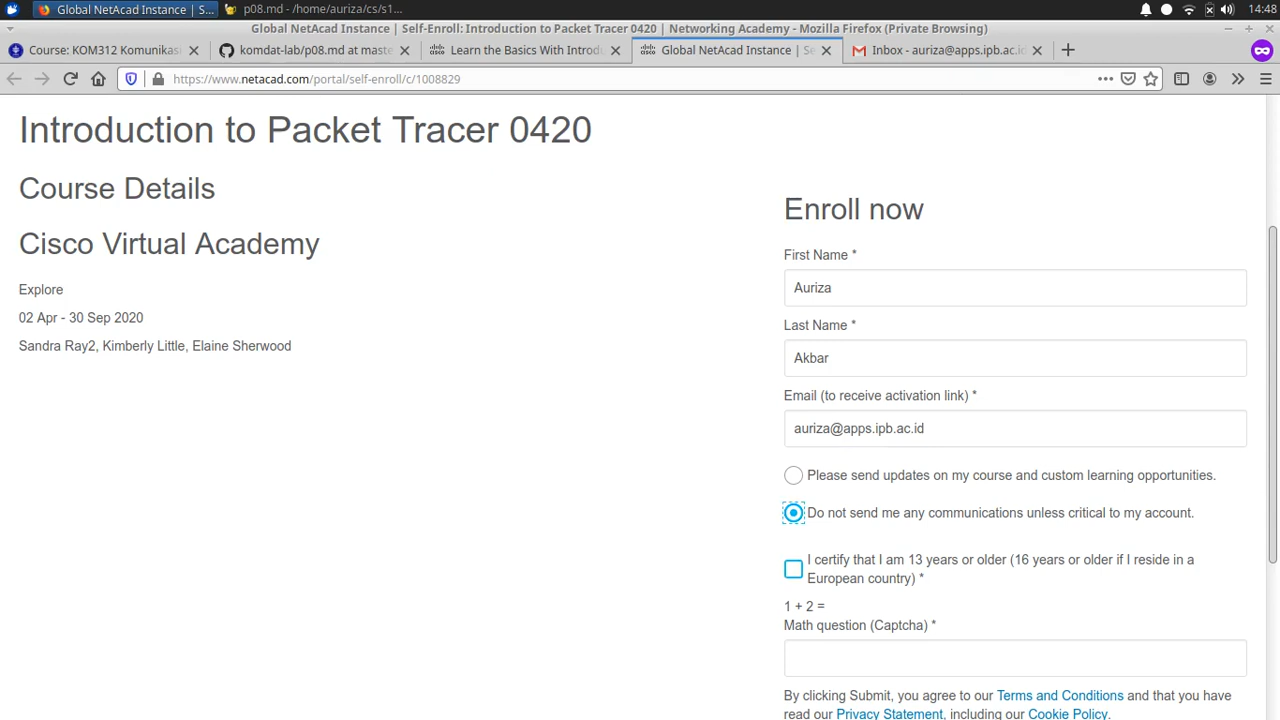 Global NetAcad Instance | S...
p08.md - /home/auriza/cs/s1...
14:48
Global NetAcad Instance | Self-Enroll: Introduction to Packet Tracer 0420 | Networking Academy - Mozilla Firefox (Private Browsing)
Course: KOM312 Komunikasi
komdat-lab/p08.md at maste
Learn the Basics With Introdu
Global NetAcad Instance | Se
Inbox - auriza@apps.ipb.ac.id
https://www.netacad.com/portal/self-enroll/c/1008829
Introduction to Packet Tracer 0420
Course Details
Cisco Virtual Academy
Explore
02 Apr - 30 Sep 2020
Sandra Ray2, Kimberly Little, Elaine Sherwood
Enroll now
First Name *
Auriza
Last Name *
Akbar
Email (to receive activation link) *
auriza@apps.ipb.ac.id
Please send updates on my course and custom learning opportunities.
Do not send me any communications unless critical to my account.
I certify that I am 13 years or older (16 years or older if I reside in a
European country) *
1 + 2 =
Math question (Captcha) *
By clicking Submit, you agree to our Terms and Conditions and that you have
read our Privacy Statement, including our Cookie Policy.